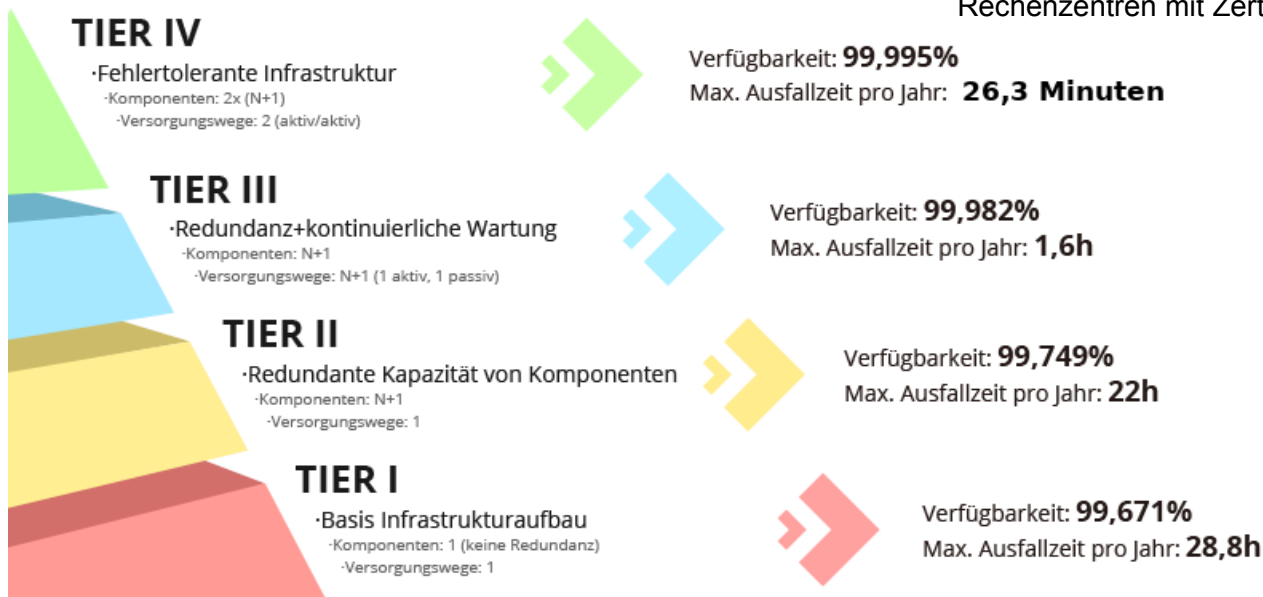 Rechenzentren mit Zert
TIER IV
·Fehlertolerante Infrastruktur
·Komponenten: 2x (N+1)
·Versorgungswege: 2 (aktiv/aktiv)
Verfügbarkeit: 99,995%
Max. Ausfallzeit pro Jahr: 26,3 Minuten
TIER III
·Redundanz+kontinuierliche Wartung
·Komponenten: N+1
·Versorgungswege: N+1 (1 aktiv, 1 passiv)
Verfügbarkeit: 99,982%
Max. Ausfallzeit pro Jahr: 1,6h
TIER II
·Redundante Kapazität von Komponenten
·Komponenten: N+1
·Versorgungswege: 1
Verfügbarkeit: 99,749%
Max. Ausfallzeit pro Jahr: 22h
TIER I
·Basis Infrastrukturaufbau
·Komponenten: 1 (keine Redundanz)
·Versorgungswege: 1
Verfügbarkeit: 99,671%
Max. Ausfallzeit pro Jahr: 28,8h